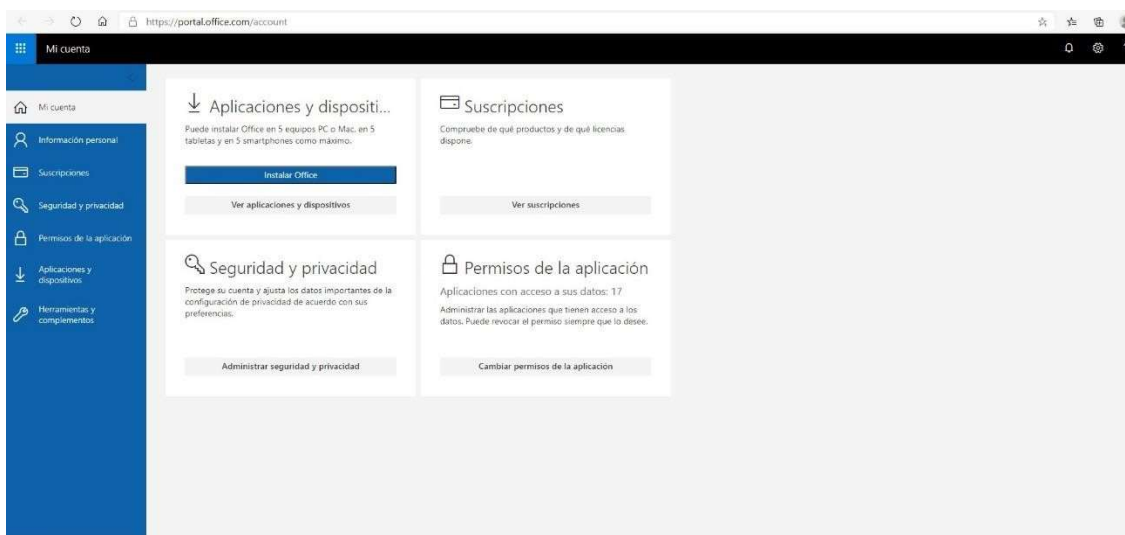 https://portal.office.com/account
Mi cuenta
Mi cuenta
Información personal
Suscripciones
Seguridad y privacidad
Permisos de la aplicación
Aplicaciones y
dispositivos
Herramientas y
complementos
Aplicaciones y dispositi...
Puede instalar Office en 5 equipos PC o Mac, en 5
tabletas y en 5 smartphones como máximo.
Instalar Office
Ver aplicaciones y dispositivos
Suscripciones
Compruebe de qué productos y de qué licencias
dispone.
Ver suscripciones
Seguridad y privacidad
Protege su cuenta y ajusta los datos importantes de la
configuración de privacidad de acuerdo con sus
preferencias.
Administrar seguridad y privacidad
Permisos de la aplicación
Aplicaciones con acceso a sus datos: 17
Administrar las aplicaciones que tienen acceso a los
datos. Puede revocar el permiso siempre que lo desee.
Cambiar permisos de la aplicación